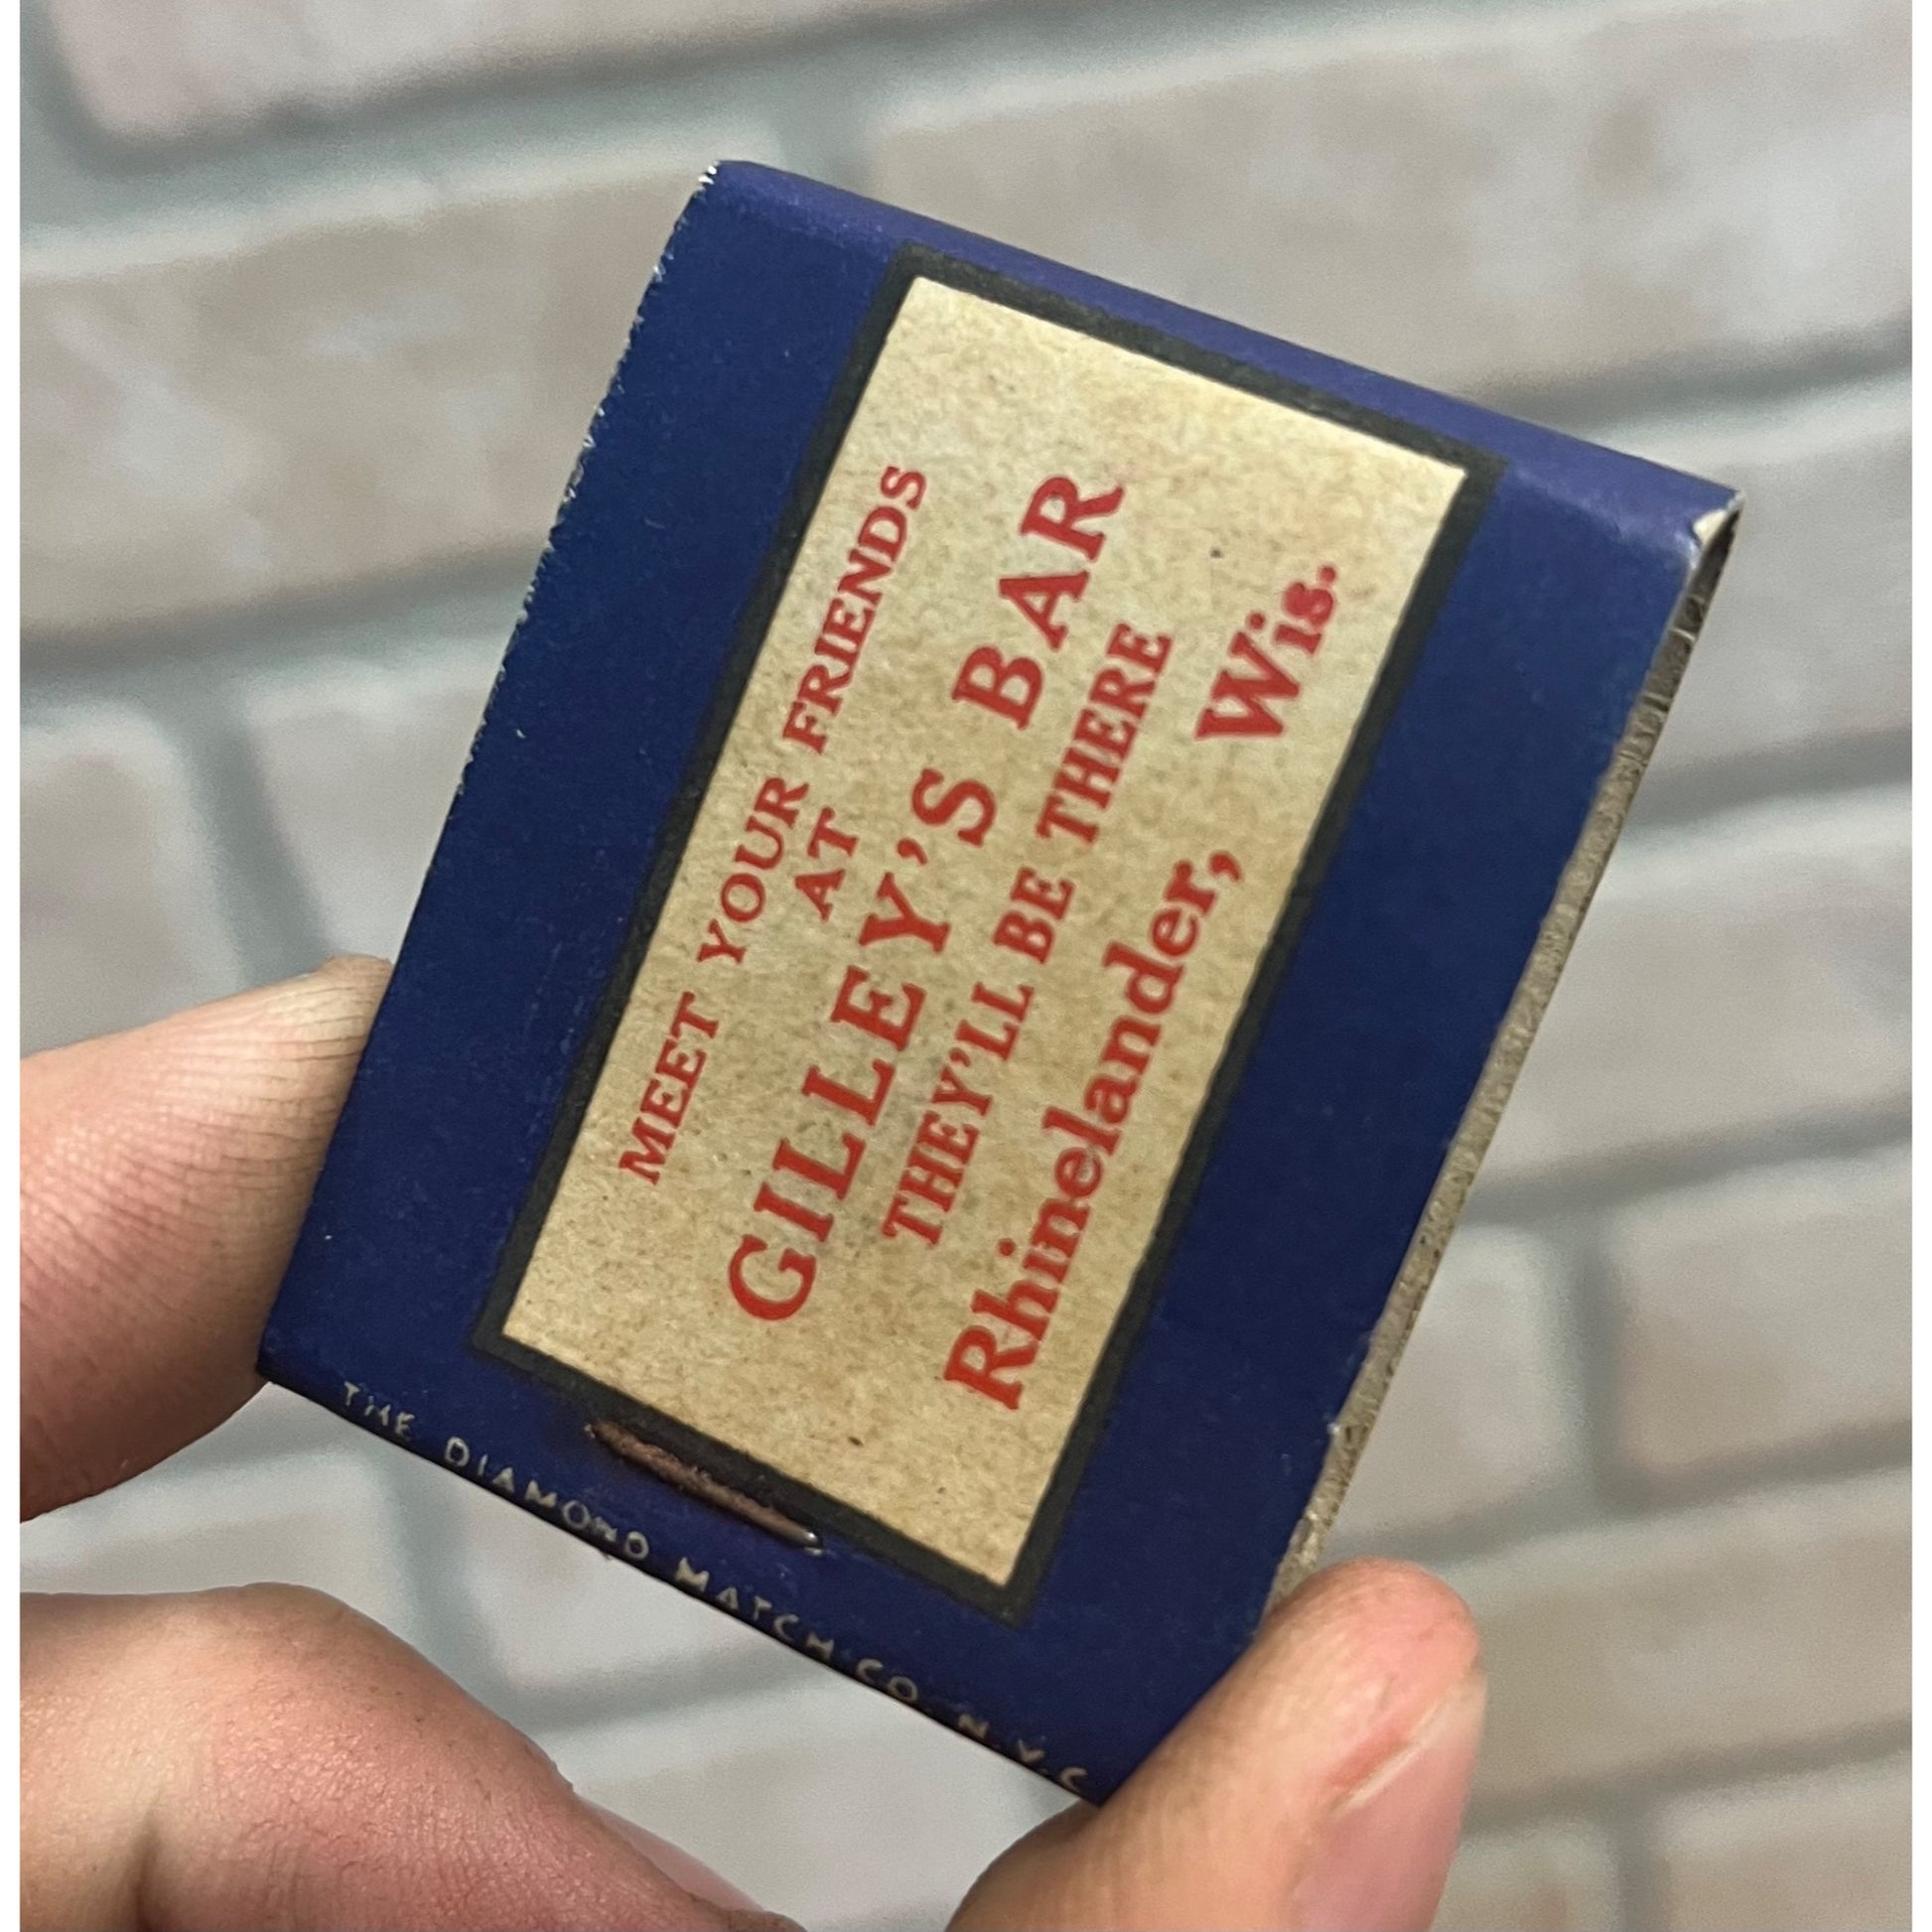 MEET YOUR FRIENDS
AT
GILLEY'S BAR
THEY'LL BE THERE
Rhinelander, Wis.
THE DIAMOND MATCH CO. N.Y.C.